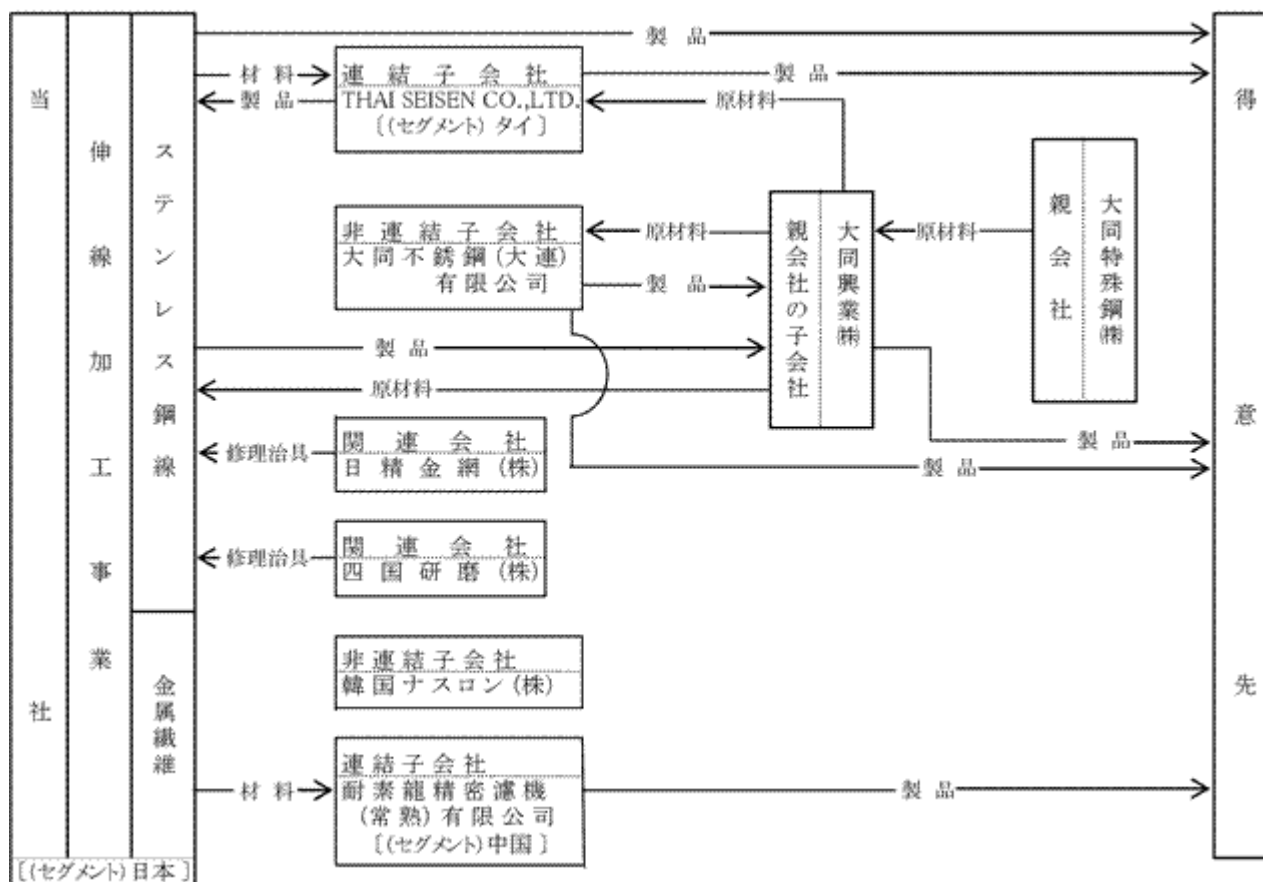 当社
伸線加工事業
ステンレス鋼線
金属繊維
[(セグメント)日本]
製品
材料
製品
連結子会社
THAI SEISEN CO.,LTD.
[(セグメント)タイ]
製品
原材料
非連結子会社
大同不銹鋼(大連)
有限公司
原材料
製品
親会社の子会社
大同興業㈱
原材料
親会社
大同特殊鋼㈱
製品
原材料
製品
製品
修理治具
関連会社
日精金網(株)
修理治具
関連会社
四国研磨(株)
非連結子会社
韓国ナスロン(株)
材料
連結子会社
耐素龍精密濾機
(常熟)有限公司
[(セグメント)中国]
製品
得意先